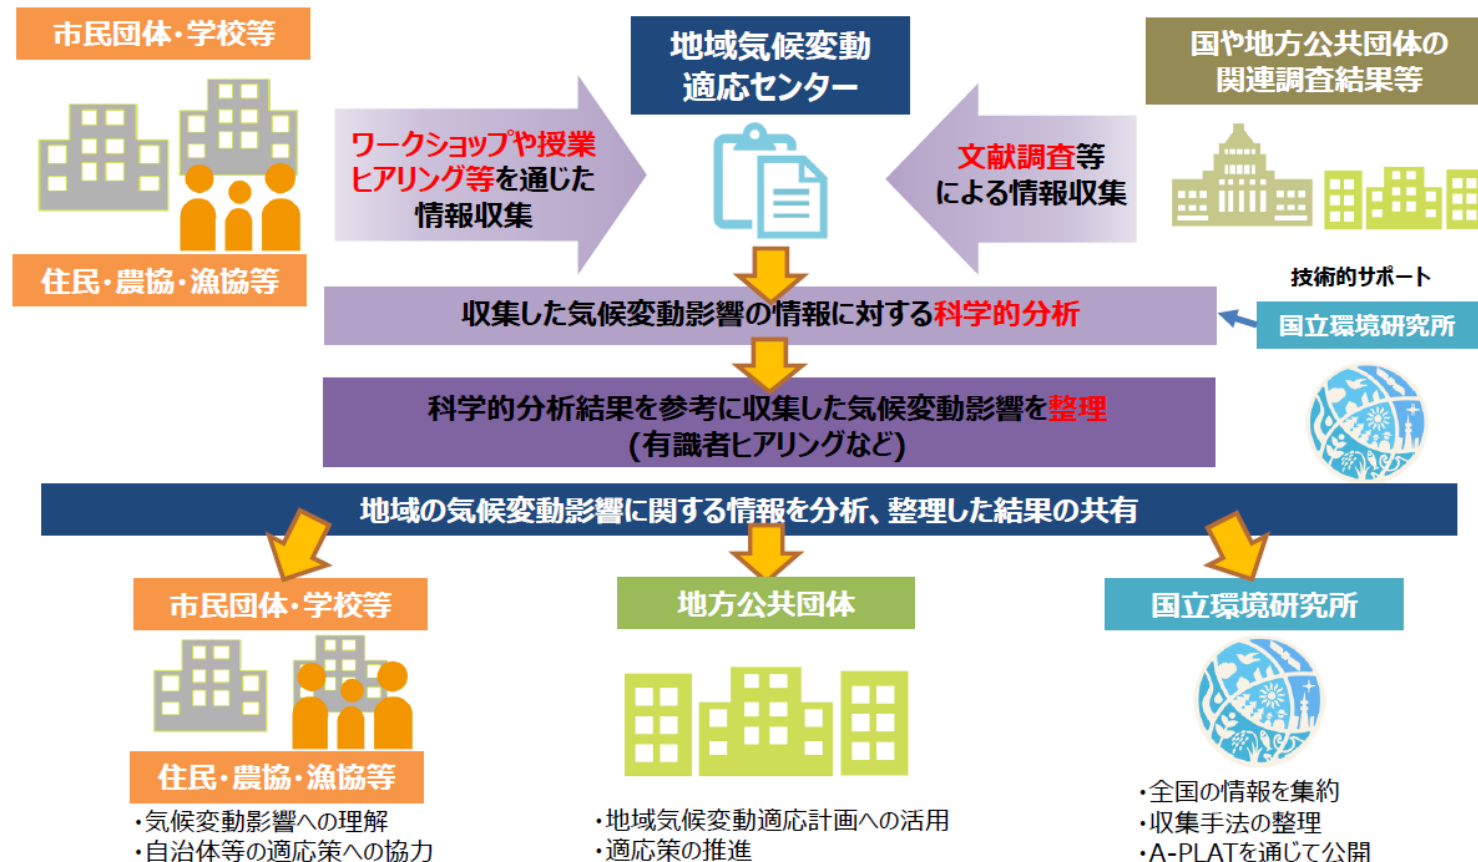 市民団体・学校等
地域気候変動
適応センター
国や地方公共団体の
関連調査結果等
ワークショップや授業
ヒアリング等を通じた
情報収集
文献調査等
による情報収集
住民・農協・漁協等
技術的サポート
収集した気候変動影響の情報に対する科学的分析
国立環境研究所
科学的分析結果を参考に収集した気候変動影響を整理
(有識者ヒアリングなど)
地域の気候変動影響に関する情報を分析、整理した結果の共有
市民団体・学校等
地方公共団体
国立環境研究所
住民・農協・漁協等
・気候変動影響への理解
・自治体等の適応策への協力
・地域気候変動適応計画への活用
・適応策の推進
・全国の情報を集約
・収集手法の整理
・A-PLATを通じて公開